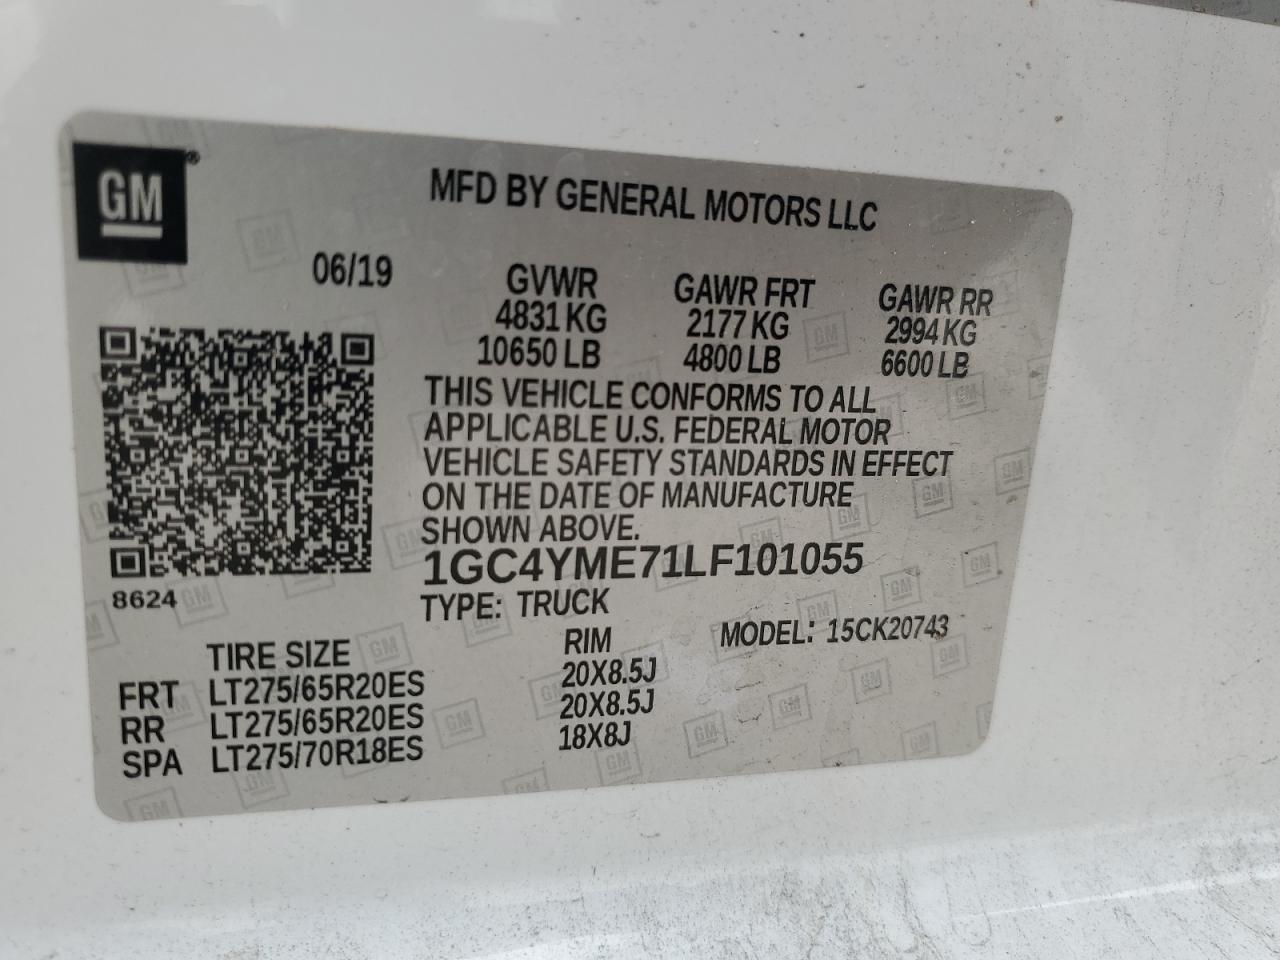 GM®
MFD BY GENERAL MOTORS LLC
06/19
GVWR GAWR FRT GAWR RR
4831 KG 2177 KG 2994 KG
10650 LB 4800 LB 6600 LB
THIS VEHICLE CONFORMS TO ALL
APPLICABLE U.S. FEDERAL MOTOR
VEHICLE SAFETY STANDARDS IN EFFECT
ON THE DATE OF MANUFACTURE
SHOWN ABOVE.
1GC4YME71LF101055
8624
TYPE: TRUCK
MODEL: 15CK20743
TIRE SIZE RIM
FRT LT275/65R20ES 20X8.5J
RR LT275/65R20ES 20X8.5J
SPA LT275/70R18ES 18X8J